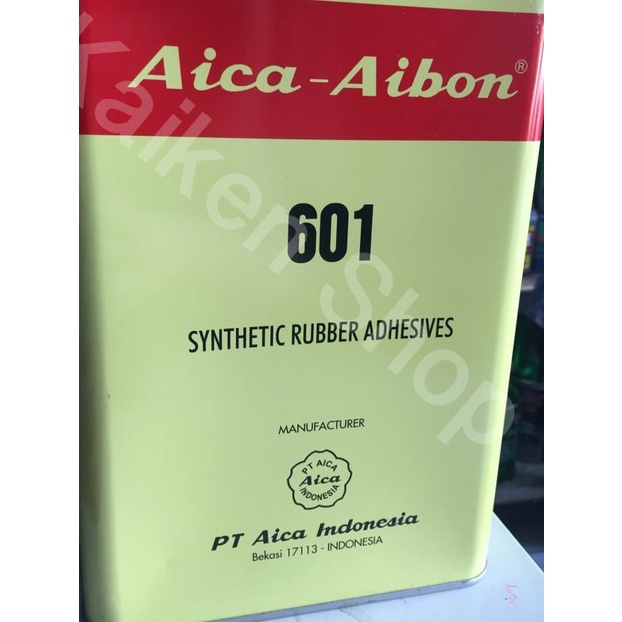 Aica-Aibon®
601
SYNTHETIC RUBBER ADHESIVES
MANUFACTURER
PT AICA
Aica
INDONESIA
PT Aica Indonesia
Bekasi 17113 - INDONESIA
Kaiken Shop